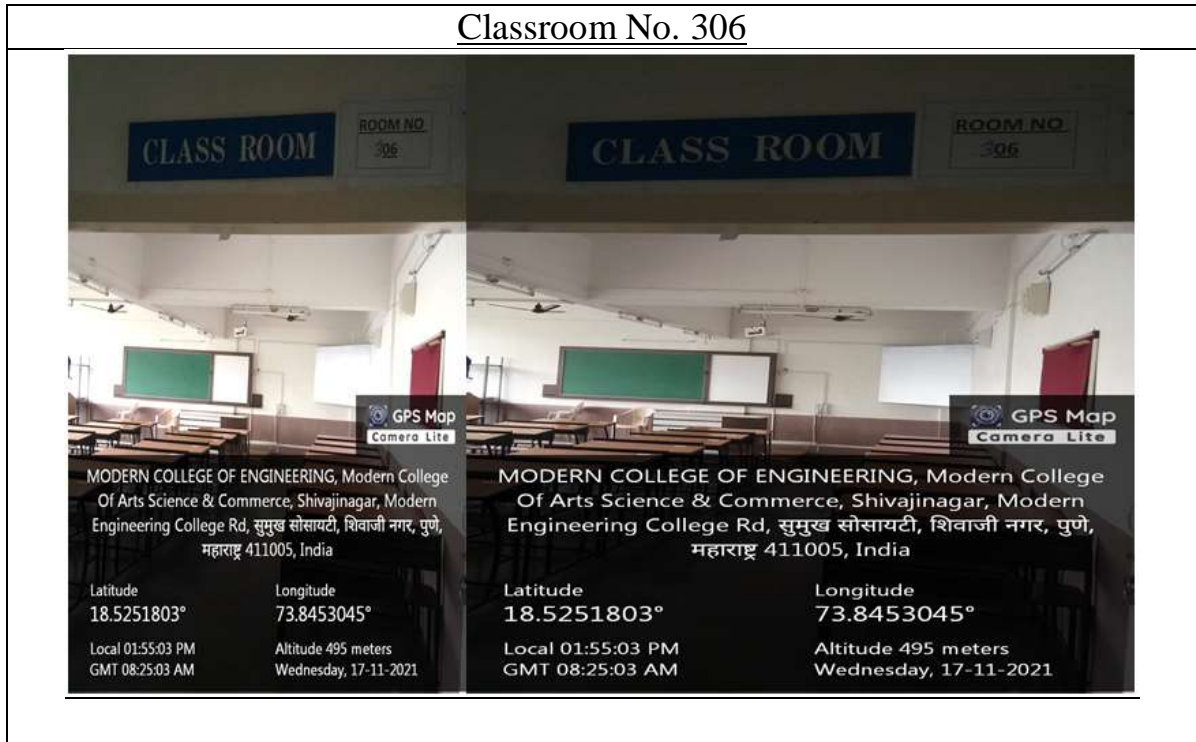 Classroom No. 306
CLASS ROOM
ROOM NO
306
GPS Map
Camera Lite
MODERN COLLEGE OF ENGINEERING, Modern College
Of Arts Science & Commerce, Shivajinagar, Modern
Engineering College Rd, सुमुख सोसायटी, शिवाजी नगर, पुणे,
महाराष्ट्र 411005, India
Latitude
18.5251803°
Longitude
73.8453045°
Local 01:55:03 PM
GMT 08:25:03 AM
Altitude 495 meters
Wednesday, 17-11-2021
CLASS ROOM
ROOM NO
306
GPS Map
Camera Lite
MODERN COLLEGE OF ENGINEERING, Modern College
Of Arts Science & Commerce, Shivajinagar, Modern
Engineering College Rd, सुमुख सोसायटी, शिवाजी नगर, पुणे,
महाराष्ट्र 411005, India
Latitude
18.5251803°
Longitude
73.8453045°
Local 01:55:03 PM
GMT 08:25:03 AM
Altitude 495 meters
Wednesday, 17-11-2021